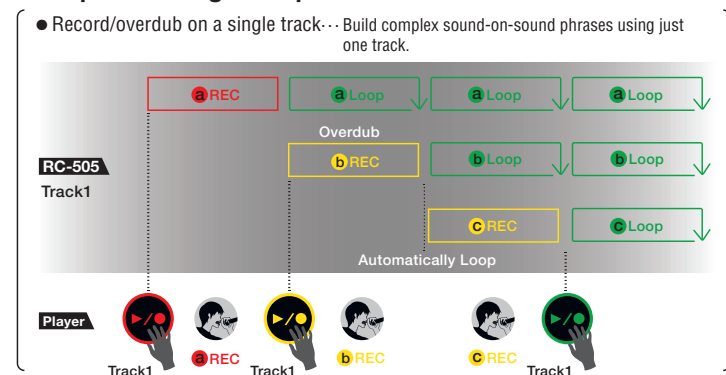 ● Record/overdub on a single track··· Build complex sound-on-sound phrases using just
one track.
a REC
a Loop
a Loop
a Loop
Overdub
b REC
b Loop
b Loop
RC-505
Track1
c REC
c Loop
Automatically Loop
Player
a REC
b REC
c REC
Track1
Track1
Track1